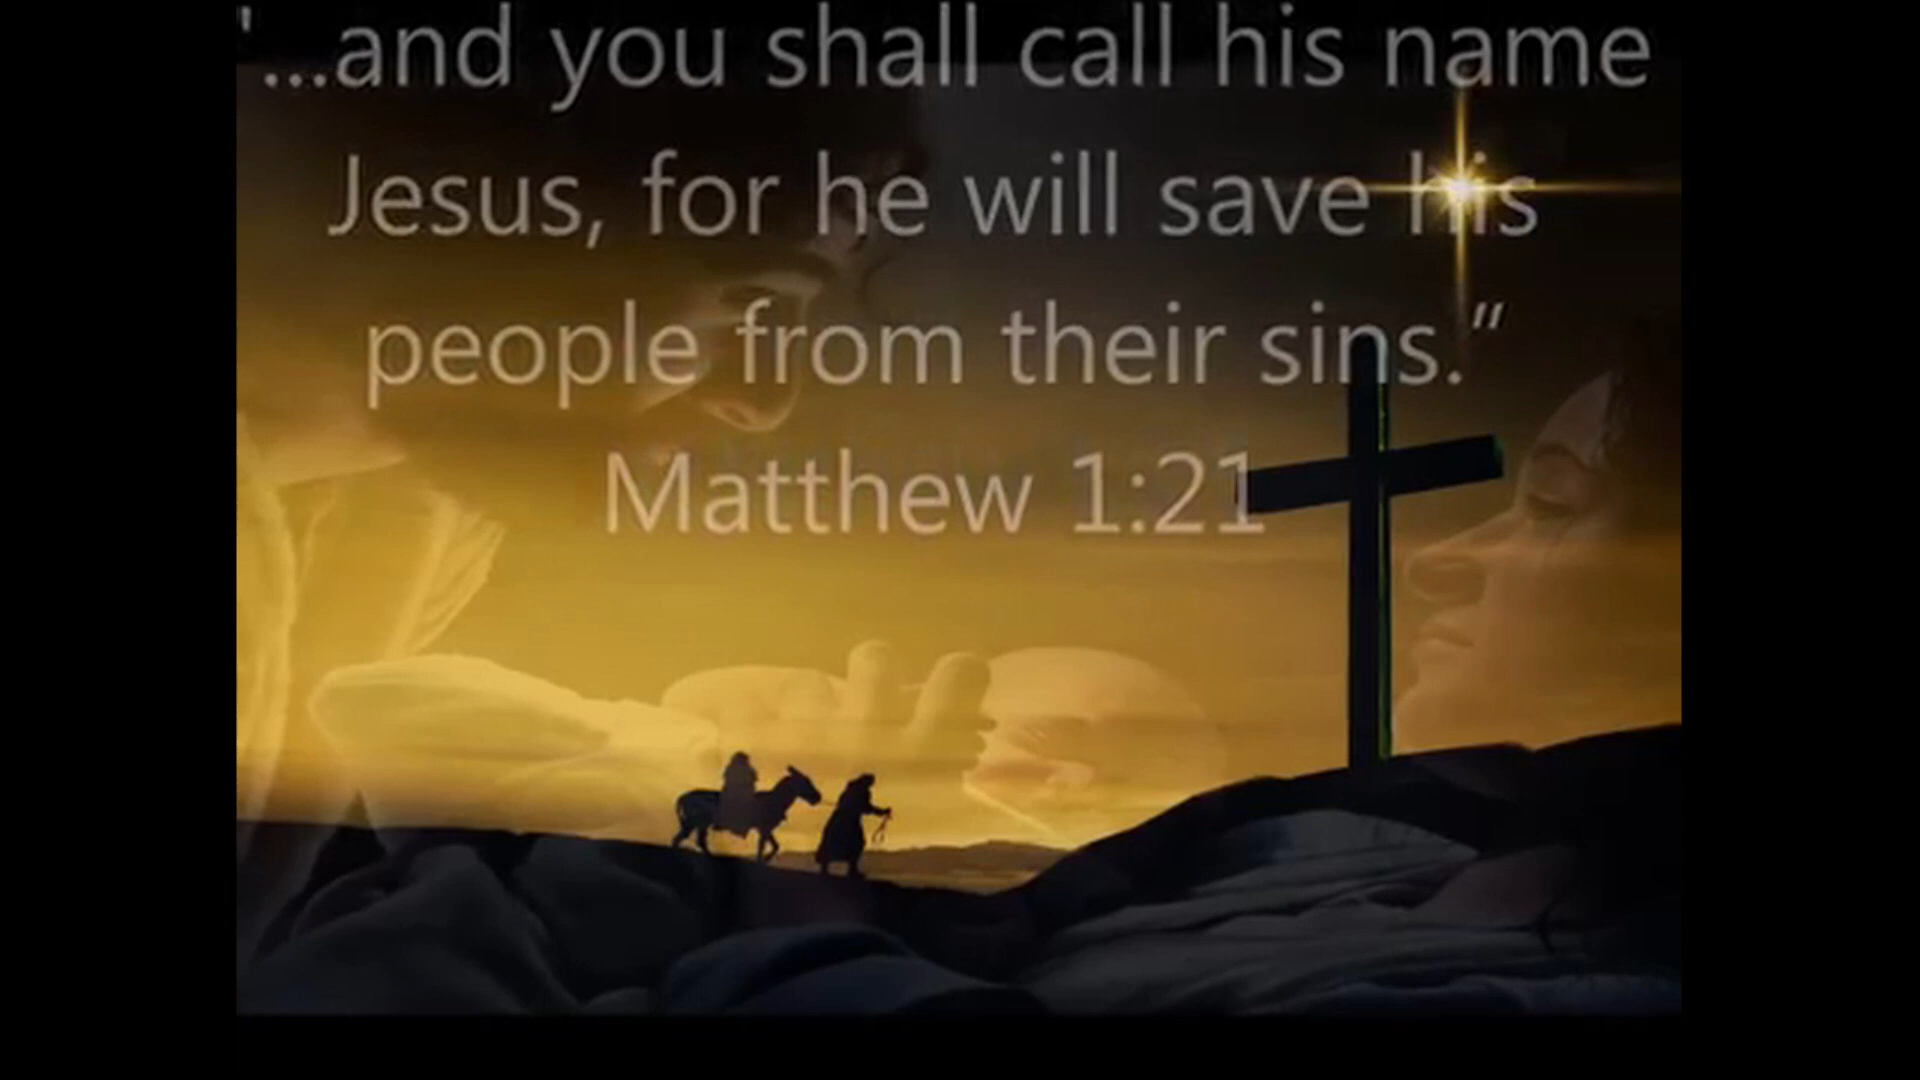 "...and you shall call his name
Jesus, for he will save his
people from their sins."
Matthew 1:21